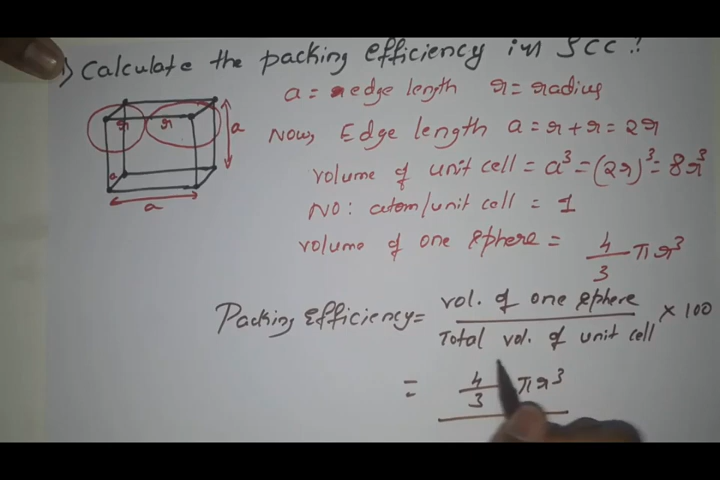 1) Calculate the packing efficiency in SCC?
a = edge length r = radius
Now, Edge length a = r + r = 2r
volume of unit cell = a³ = (2r)³ = 8r³
NO: atom/unit cell = 1
volume of one sphere = 4/3 πr³
Packing Efficiency = vol. of one sphere / Total vol. of unit cell × 100
= 4/3 πr³
r r
a
a
a